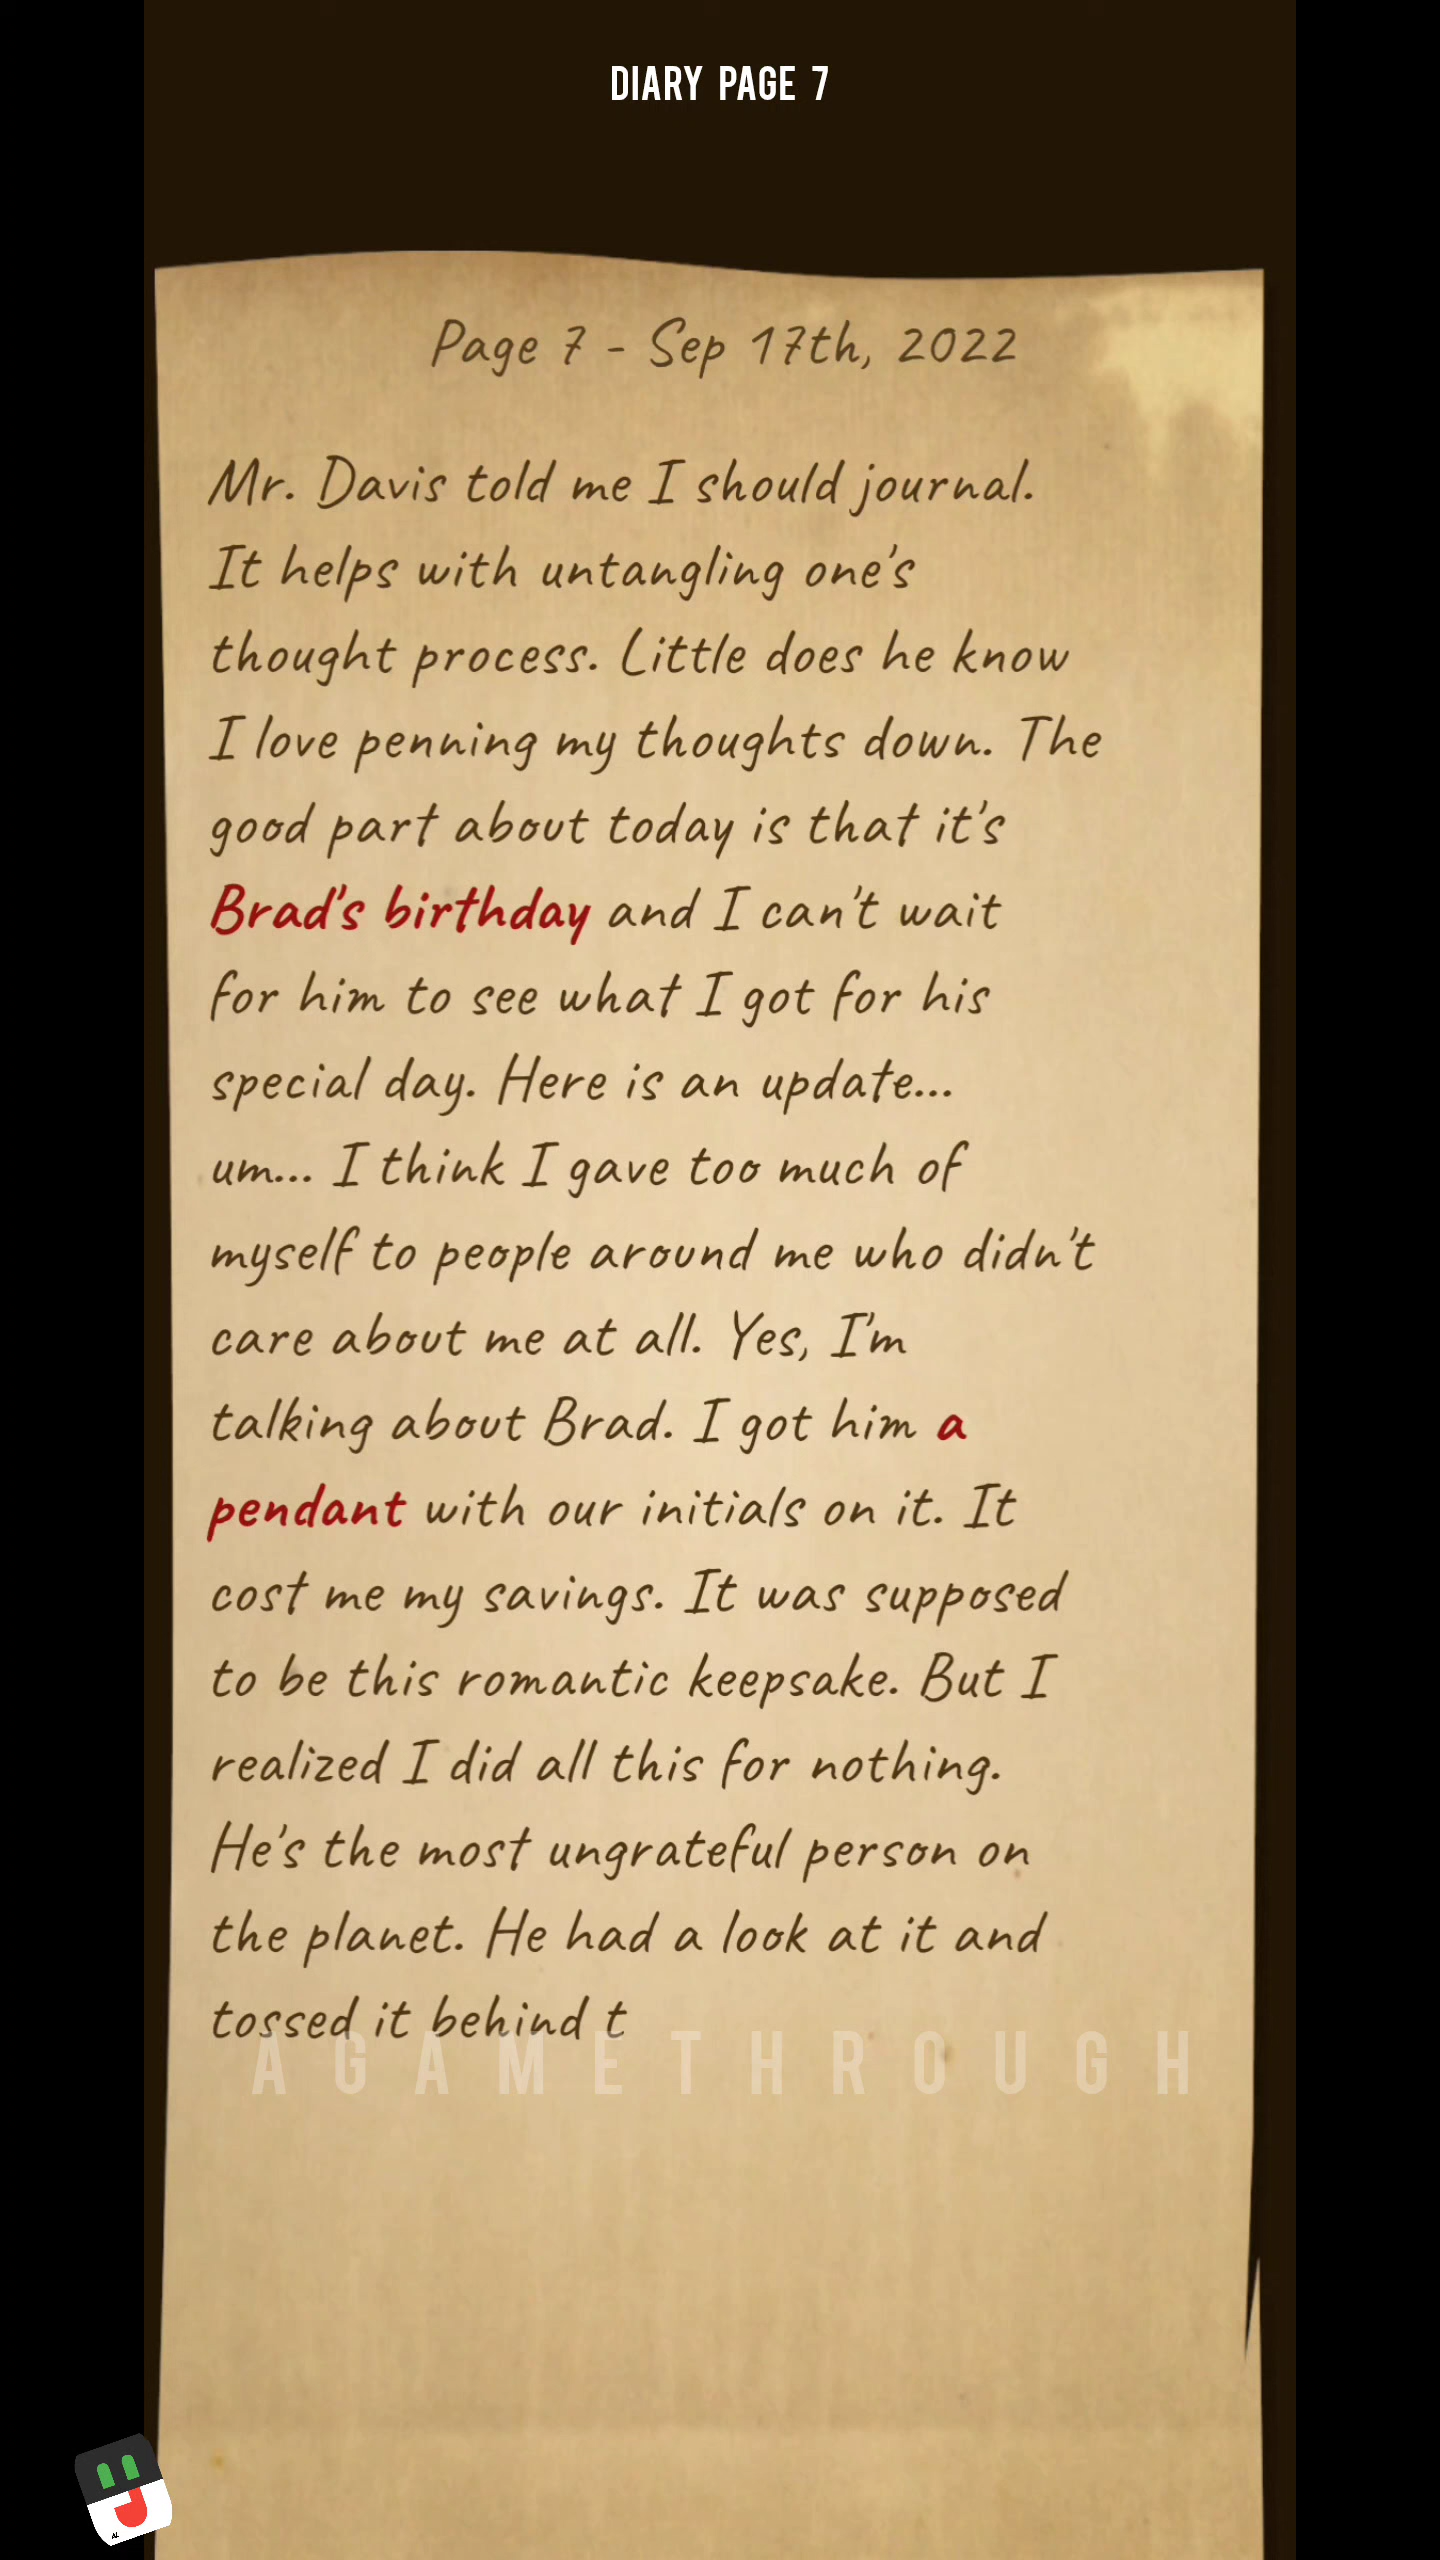 DIARY PAGE 7
Page 7 - Sep 17th, 2022
Mr. Davis told me I should journal.
It helps with untangling one's
thought process. Little does he know
I love penning my thoughts down. The
good part about today is that it's
Brad's birthday and I can't wait
for him to see what I got for his
special day. Here is an update...
um... I think I gave too much of
myself to people around me who didn't
care about me at all. Yes, I'm
talking about Brad. I got him a
pendant with our initials on it. It
cost me my savings. It was supposed
to be this romantic keepsake. But I
realized I did all this for nothing.
He's the most ungrateful person on
the planet. He had a look at it and
tossed it behind t
AGAMETHROUGH